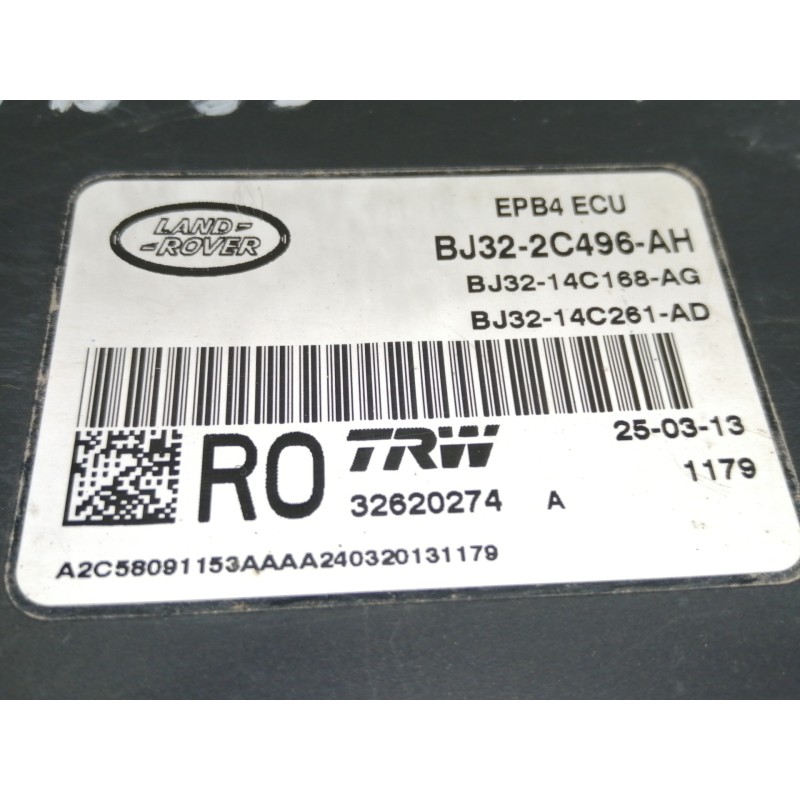 LAND-
-ROVER
EPB4 ECU
BJ32-2C496-AH
BJ32-14C168-AG
BJ32-14C261-AD
RO
TRW
25-03-13
32620274 A
1179
A2C58091153AAAA240320131179